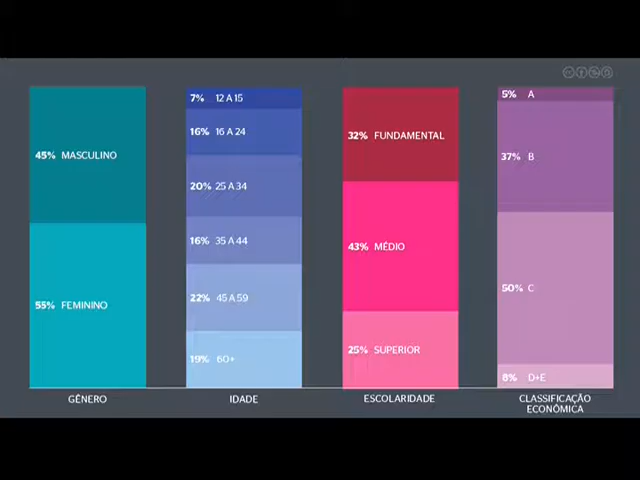 45% MASCULINO
55% FEMININO
GÊNERO
7% 12 A 15
16% 16 A 24
20% 25 A 34
16% 35 A 44
22% 45 A 59
19% 60+
IDADE
32% FUNDAMENTAL
43% MÉDIO
25% SUPERIOR
ESCOLARIDADE
5% A
37% B
50% C
8% D+E
CLASSIFICAÇÃO
ECONÔMICA